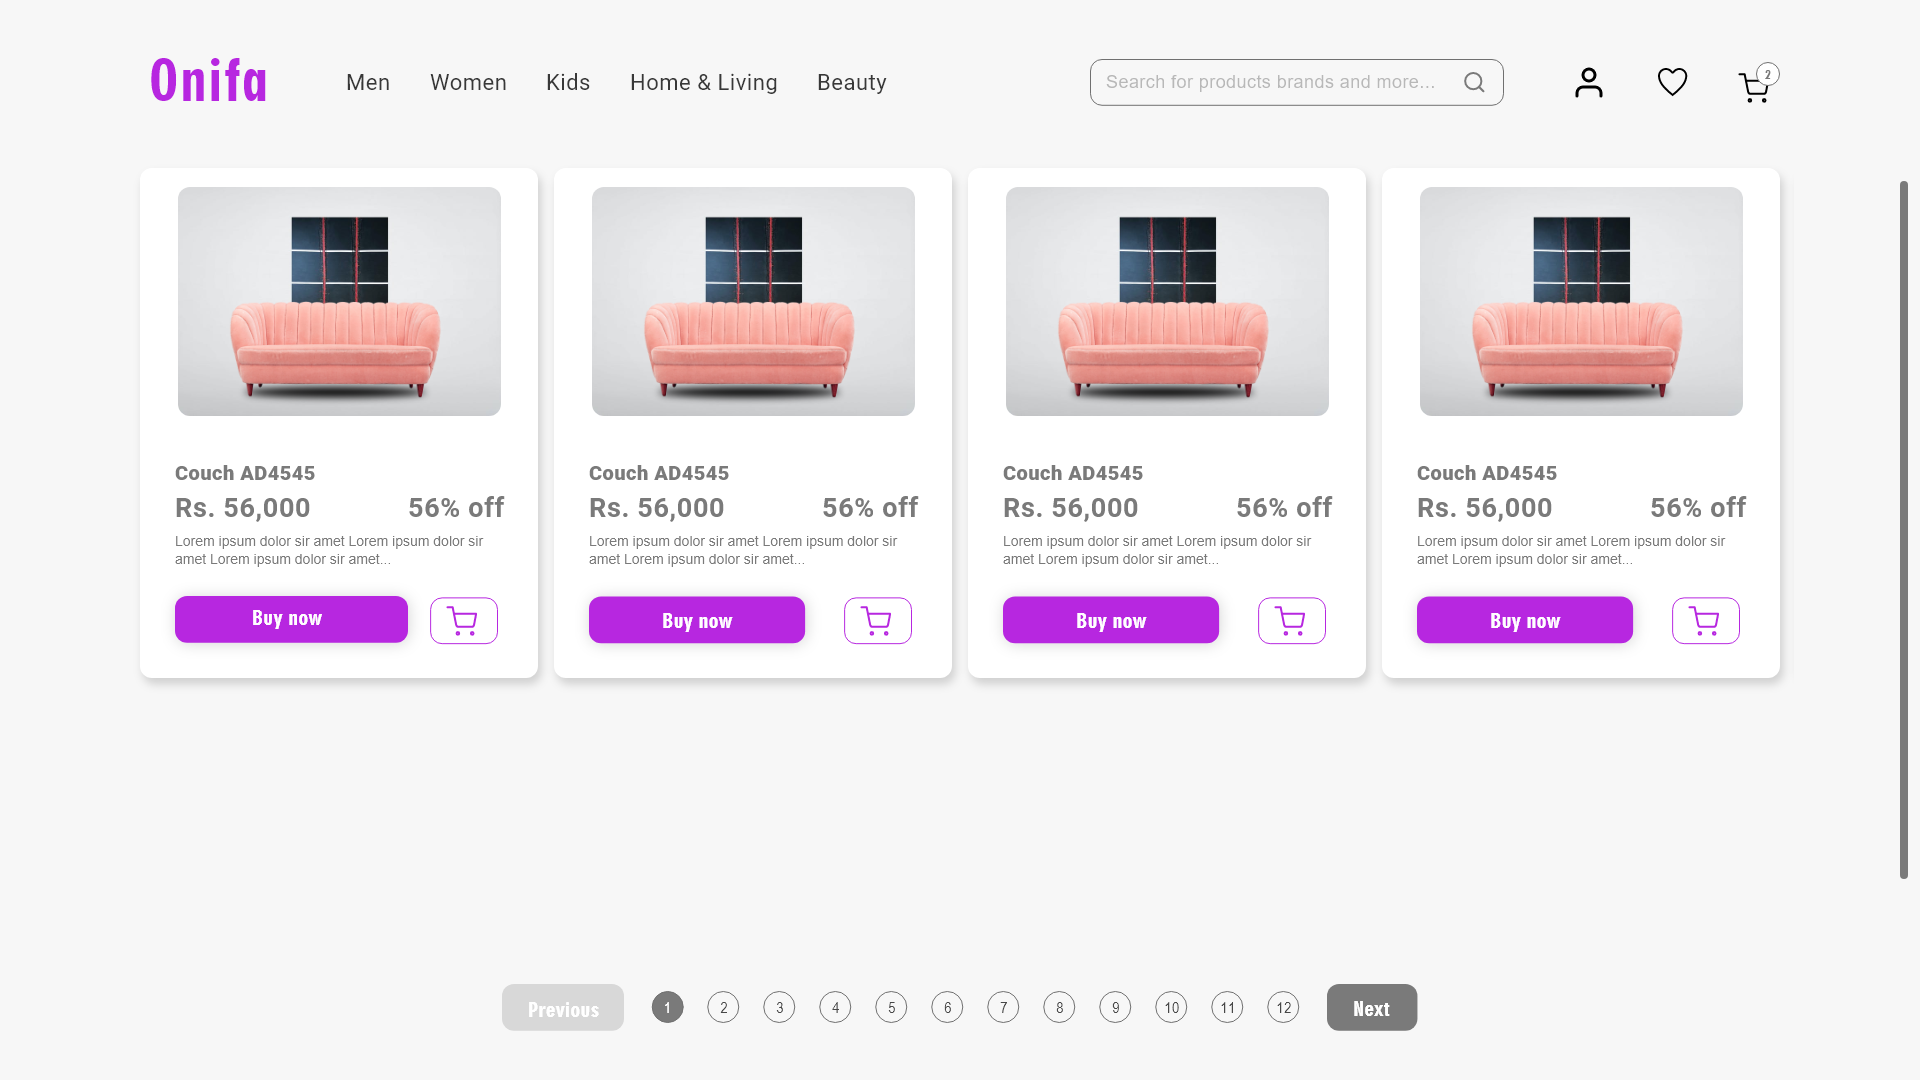 Onifa
Men
Women
Kids
Home & Living
Beauty
Search for products brands and more...
2
Couch AD4545
Rs. 56,000 56% off
Lorem ipsum dolor sir amet Lorem ipsum dolor sir
amet Lorem ipsum dolor sir amet...
Buy now
Couch AD4545
Rs. 56,000 56% off
Lorem ipsum dolor sir amet Lorem ipsum dolor sir
amet Lorem ipsum dolor sir amet...
Buy now
Couch AD4545
Rs. 56,000 56% off
Lorem ipsum dolor sir amet Lorem ipsum dolor sir
amet Lorem ipsum dolor sir amet...
Buy now
Couch AD4545
Rs. 56,000 56% off
Lorem ipsum dolor sir amet Lorem ipsum dolor sir
amet Lorem ipsum dolor sir amet...
Buy now
Previous 1 2 3 4 5 6 7 8 9 10 11 12 Next